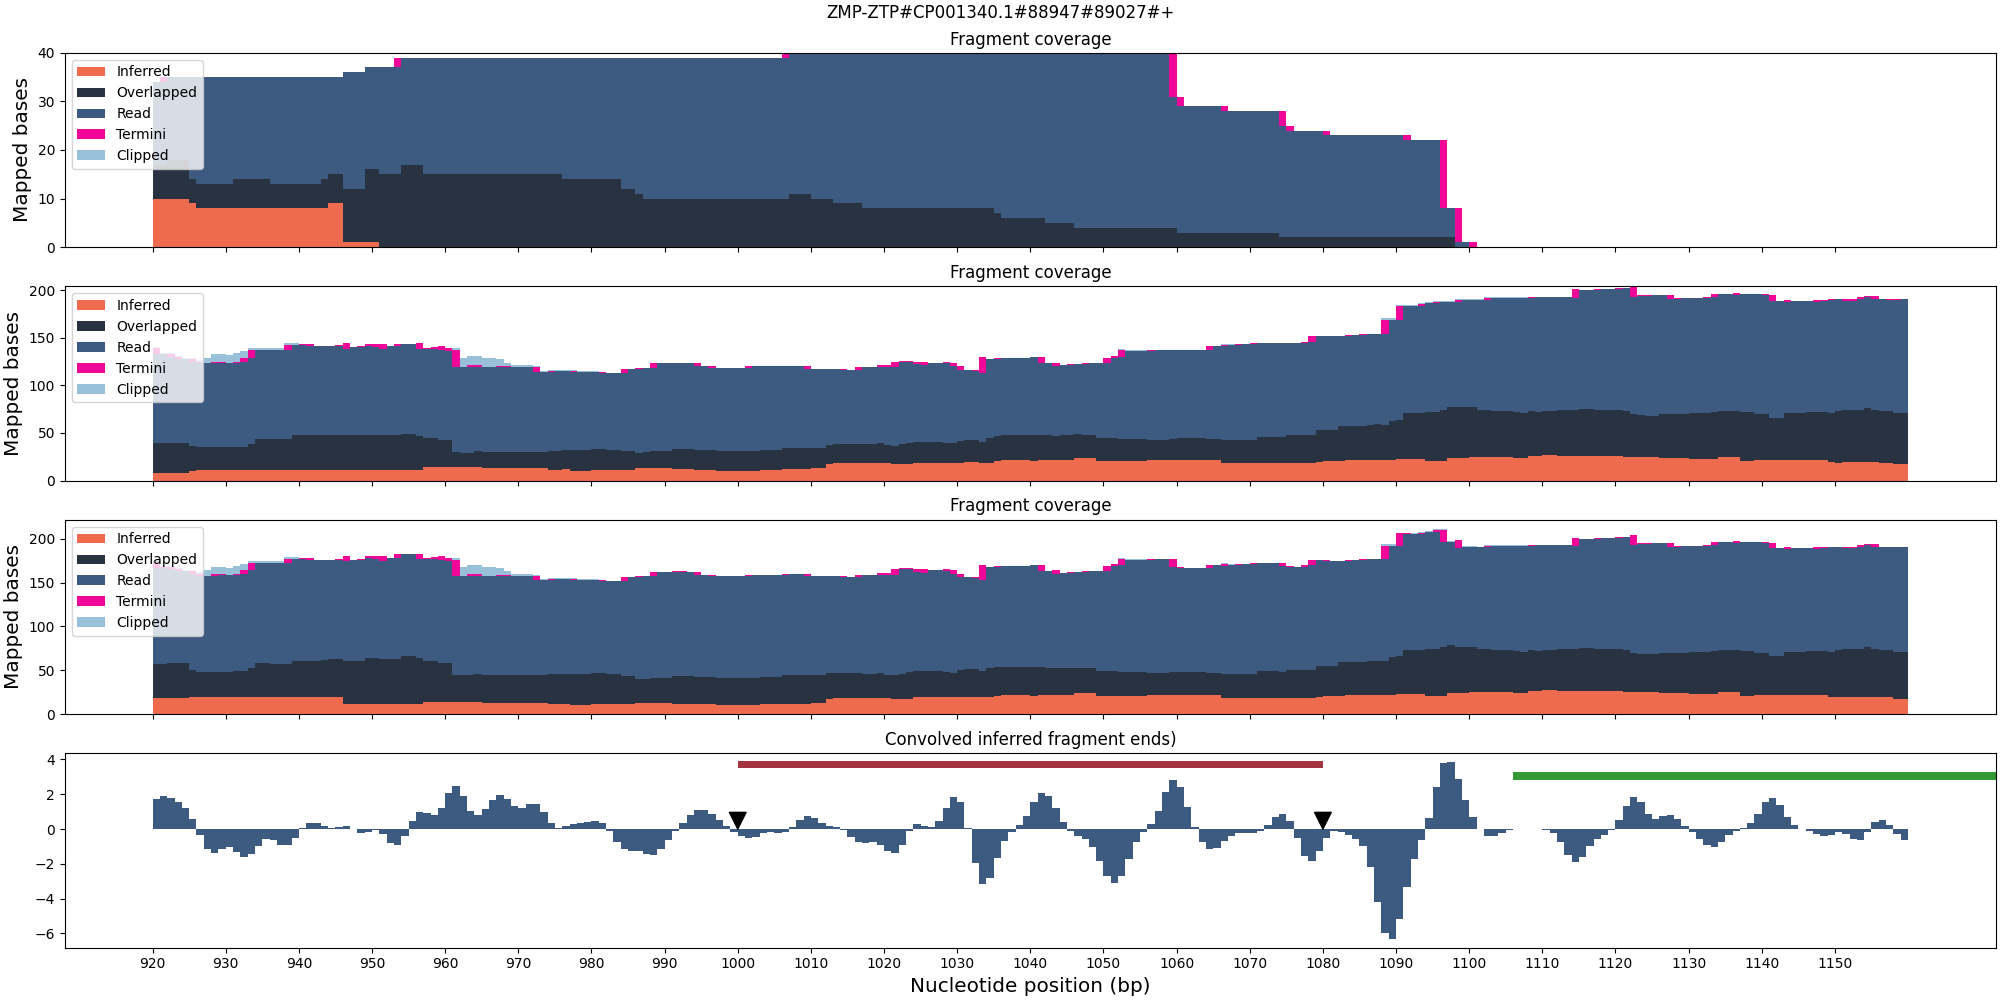 ZMP-ZTP#CP001340.1#88947#89027#+
Fragment coverage
Mapped bases
40
30
20
10
0
Inferred
Overlapped
Read
Termini
Clipped
Fragment coverage
Mapped bases
200
150
100
50
0
Inferred
Overlapped
Read
Termini
Clipped
Fragment coverage
Mapped bases
200
150
100
50
0
Inferred
Overlapped
Read
Termini
Clipped
Convolved inferred fragment ends)
4
2
0
−2
−4
−6
920 930 940 950 960 970 980 990 1000 1010 1020 1030 1040 1050 1060 1070 1080 1090 1100 1110 1120 1130 1140 1150
Nucleotide position (bp)